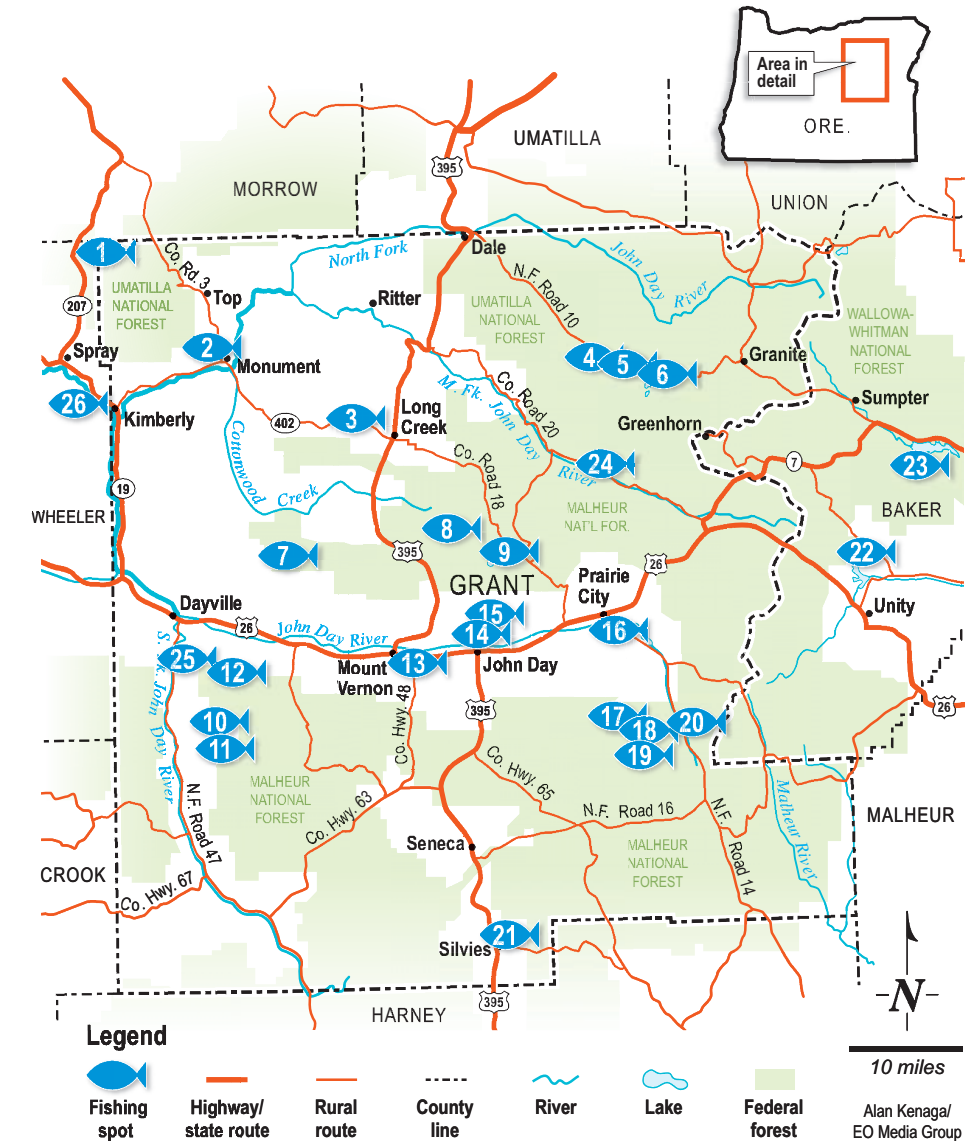 Area in
detail
ORE.
UMATILLA
395
MORROW
UNION
1
Co. Rd. 3
North Fork
Dale
John Day River
N.F. Road 10
UMATILLA
NATIONAL
FOREST
207
Top
Ritter
UMATILLA
NATIONAL
FOREST
WALLOWA-
WHITMAN
NATIONAL
FOREST
Spray
2
Monument
4
5
6
Granite
26
Kimberly
M. Fk. John Day River
Co. Road 20
Sumpter
402
3
Long
Creek
Greenhorn
Cottonwood Creek
Co. Road 18
24
7
23
19
WHEELER
MALHEUR
NAT'L FOR.
BAKER
7
8
395
9
26
22
GRANT
Prairie
City
Dayville
26
John Day River
15
14
16
Unity
S. Fk. John Day River
25
12
Mount
Vernon
13
John Day
Co. Hwy. 48
395
26
10
11
17
18
19
20
MALHEUR
NATIONAL
FOREST
Co. Hwy. 63
Co. Hwy. 65
N.F. Road 16
N.F. Road 14
Malheur River
MALHEUR
N.F. Road 47
Seneca
MALHEUR
NATIONAL
FOREST
CROOK
Co. Hwy. 67
21
Silvies
395
HARNEY
N
Legend
10 miles
Fishing
spot
Highway/
state route
Rural
route
County
line
River
Lake
Federal
forest
Alan Kenaga/
EO Media Group